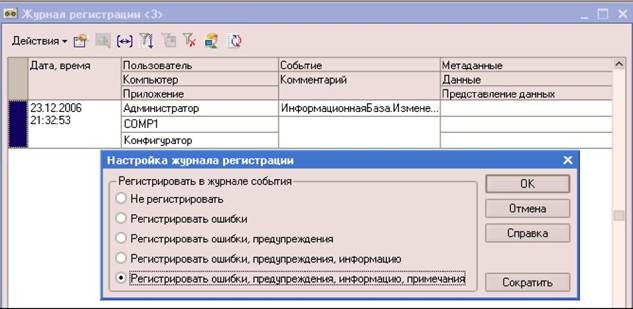 Журнал регистрации <3>
Действия
Дата, время
Пользователь
Событие
Метаданные
Компьютер
Комментарий
Данные
Приложение
Представление данных
23.12.2006
21:32:53
Администратор
ИнформационнаяБаза.Измене...
COMP1
Конфигуратор
Настройка журнала регистрации
Регистрировать в журнале события
Не регистрировать
Регистрировать ошибки
Регистрировать ошибки, предупреждения
Регистрировать ошибки, предупреждения, информацию
Регистрировать ошибки, предупреждения, информацию, примечания
OK
Отмена
Справка
Сократить